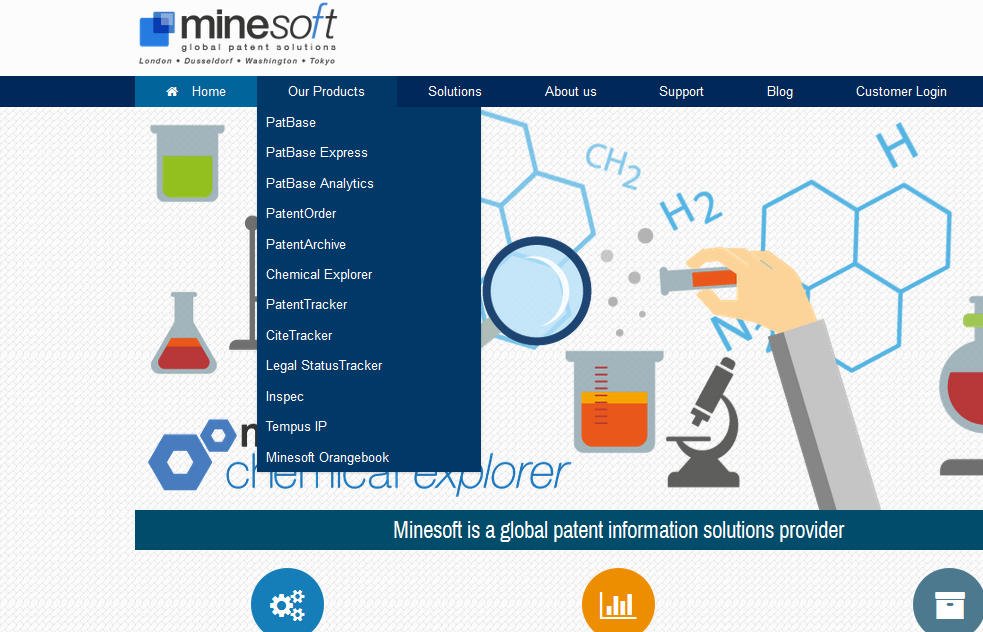 minesoft
global patent solutions
London • Dusseldorf • Washington • Tokyo
Home Our Products Solutions About us Support Blog Customer Login
PatBase
PatBase Express
PatBase Analytics
PatentOrder
PatentArchive
Chemical Explorer
PatentTracker
CiteTracker
Legal StatusTracker
Inspec
Tempus IP
Minesoft Orangebook
CH2
H2
H
chemical explorer
Minesoft is a global patent information solutions provider